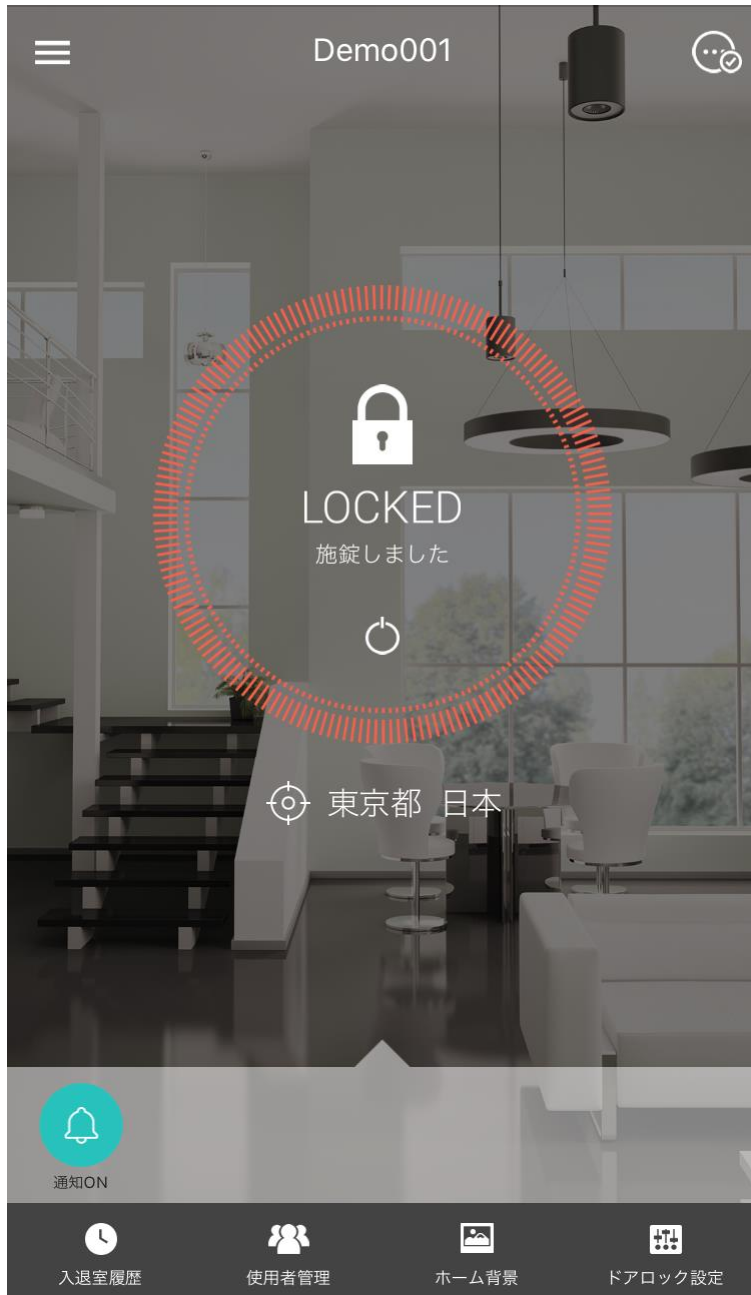 Demo001
LOCKED
施錠しました
東京都 日本
通知ON
入退室履歴 使用者管理 ホーム背景 ドアロック設定